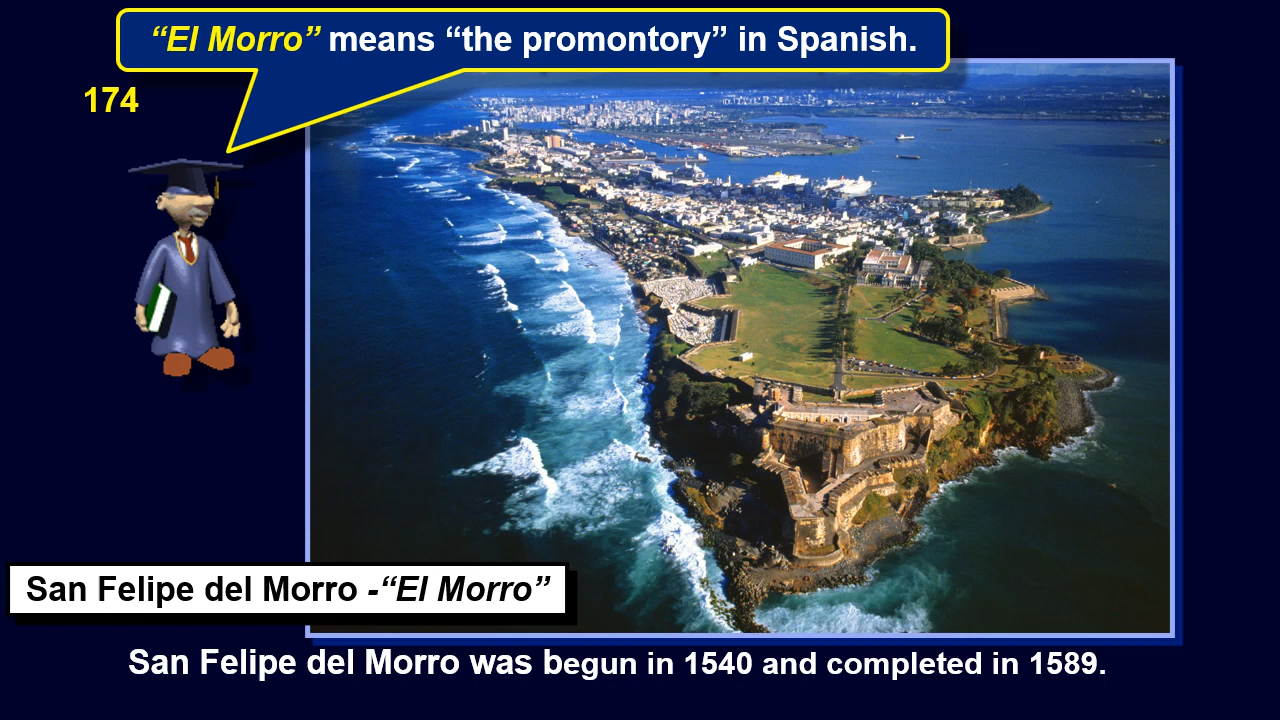 “El Morro” means “the promontory” in Spanish.
174
San Felipe del Morro -“El Morro”
San Felipe del Morro was begun in 1540 and completed in 1589.